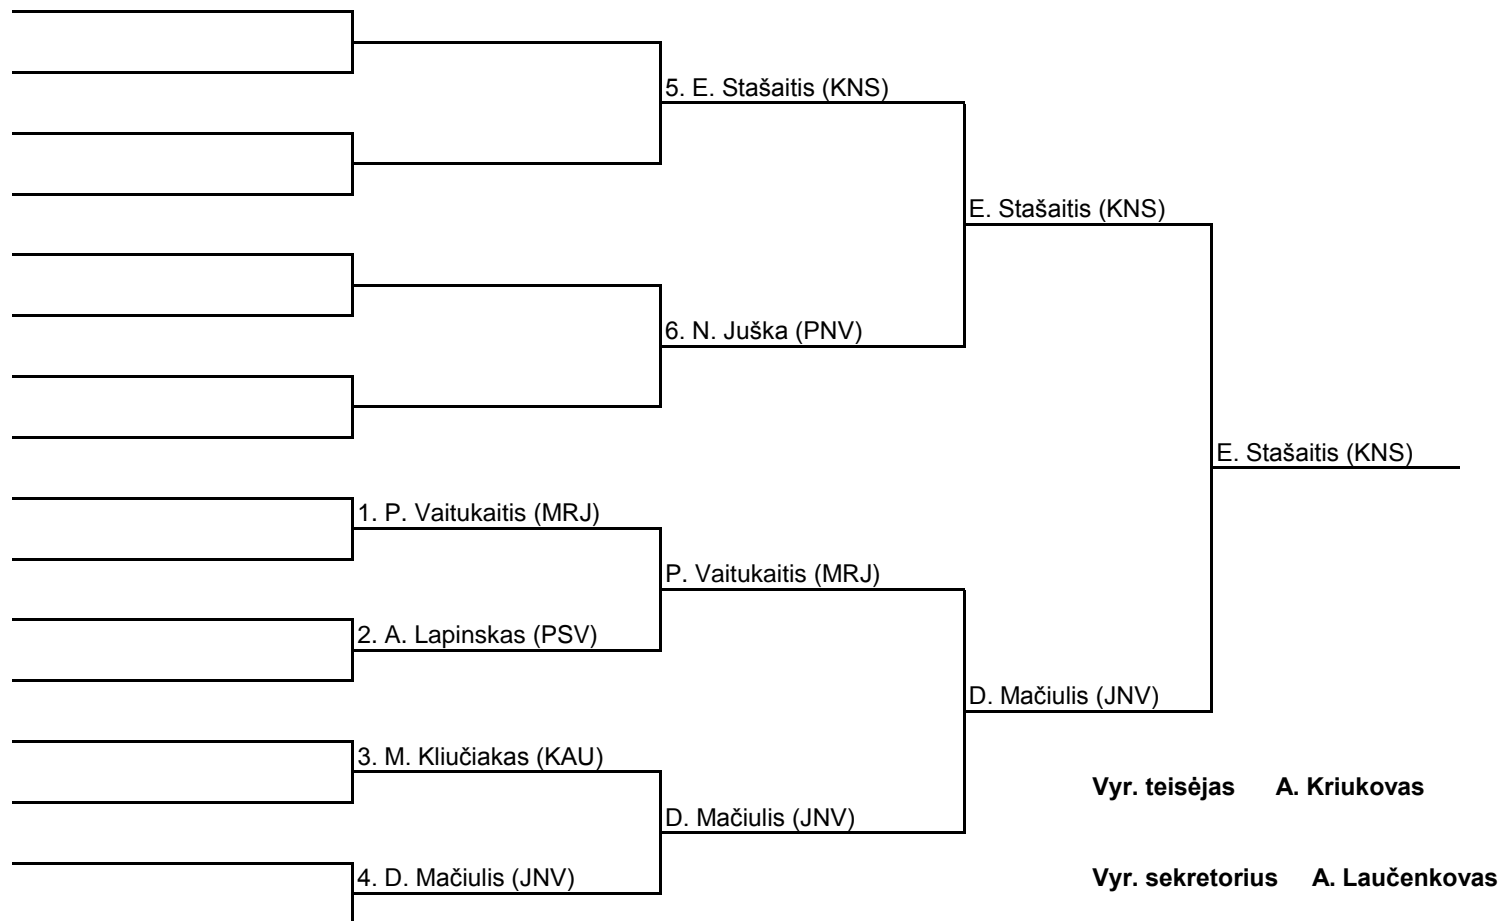 5. E. Stašaitis (KNS)
E. Stašaitis (KNS)
6. N. Juška (PNV)
E. Stašaitis (KNS)
1. P. Vaitukaitis (MRJ)
P. Vaitukaitis (MRJ)
2. A. Lapinskas (PSV)
D. Mačiulis (JNV)
3. M. Kliučiakas (KAU)
Vyr. teisėjas A. Kriukovas
D. Mačiulis (JNV)
4. D. Mačiulis (JNV)
Vyr. sekretorius A. Laučenkovas